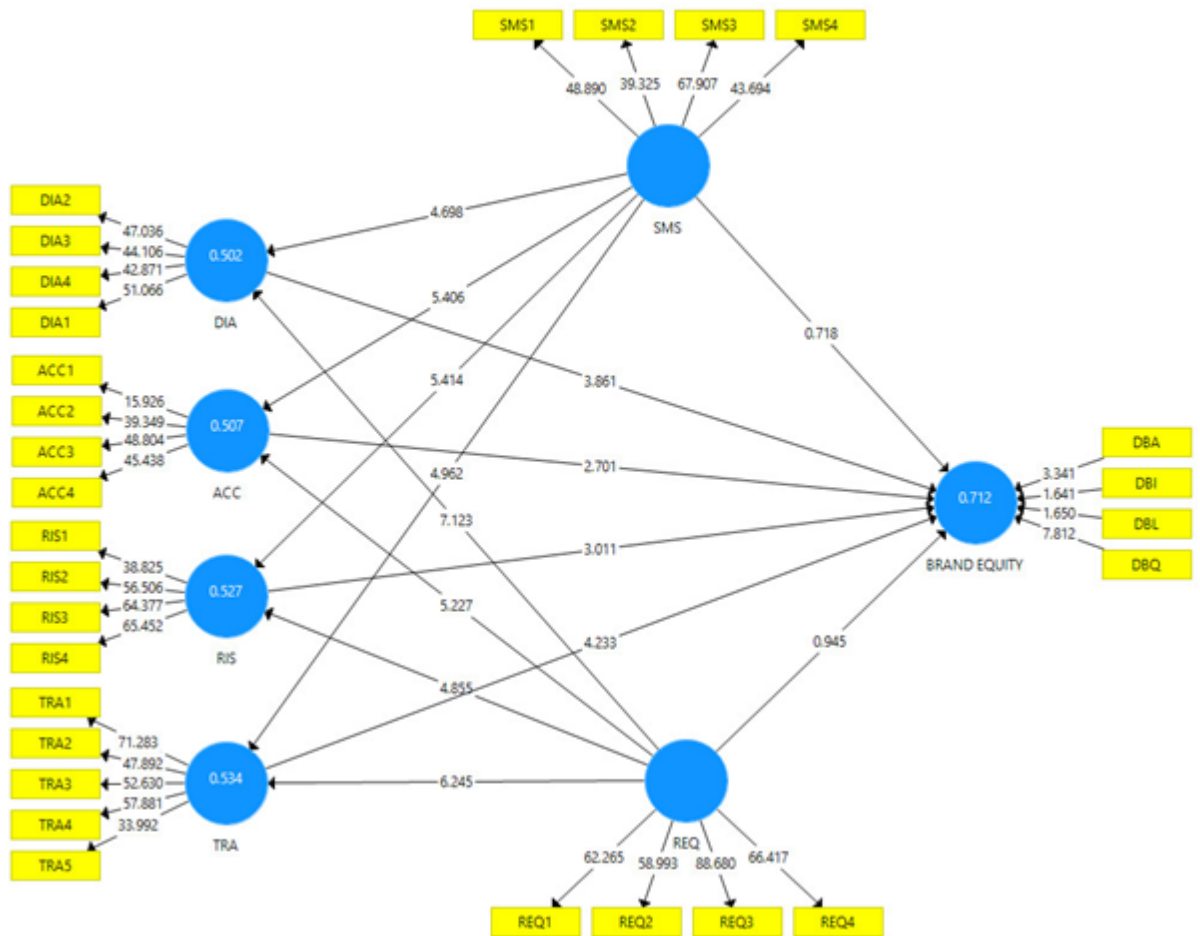 SMS1
SMS2
SMS3
SMS4
48.890
39.325
67.907
43.694
SMS
DIA2
DIA3
DIA4
DIA1
47.036
44.106
42.871
51.066
0.502
DIA
4.698
5.406
5.414
4.962
0.718
ACC1
ACC2
ACC3
ACC4
15.926
39.349
48.804
45.438
0.507
ACC
3.861
2.701
7.123
3.011
5.227
4.233
4.855
0.945
6.245
0.712
BRAND EQUITY
DBA
DBI
DBL
DBQ
3.341
1.641
1.650
7.812
RIS1
RIS2
RIS3
RIS4
38.825
56.506
64.377
65.452
0.527
RIS
TRA1
TRA2
TRA3
TRA4
TRA5
71.283
47.892
52.630
57.881
33.992
0.534
TRA
REQ
62.265
58.993
88.680
66.417
REQ1
REQ2
REQ3
REQ4